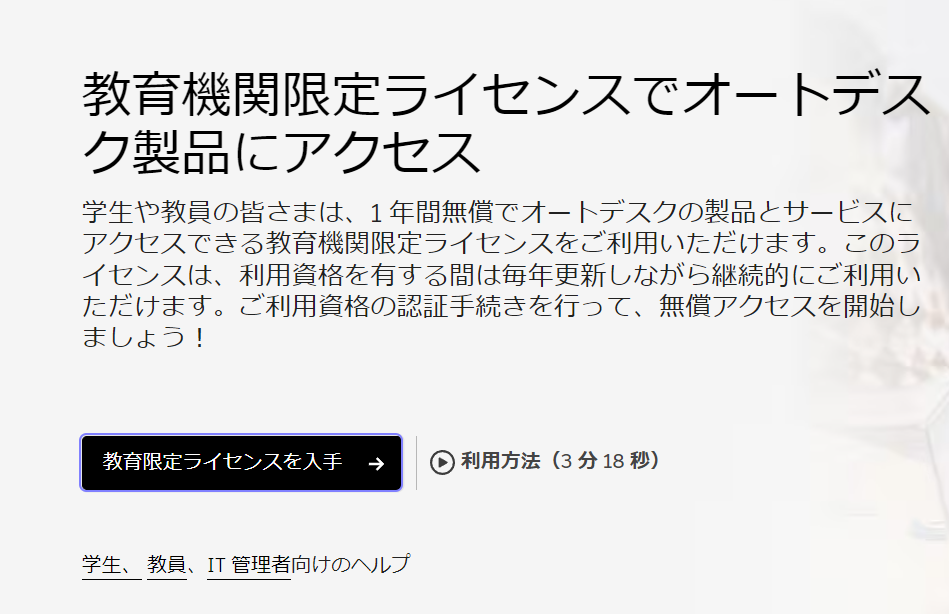 教育機関限定ライセンスでオートデス
ク製品にアクセス
学生や教員の皆さまは、1 年間無償でオートデスクの製品とサービスに
アクセスできる教育機関限定ライセンスをご利用いただけます。このラ
イセンスは、利用資格を有する間は毎年更新しながら継続的にご利用い
ただけます。ご利用資格の認証手続きを行って、無償アクセスを開始し
ましょう！
教育限定ライセンスを入手 →
利用方法（3 分 18 秒）
学生、 教員、IT 管理者向けのヘルプ